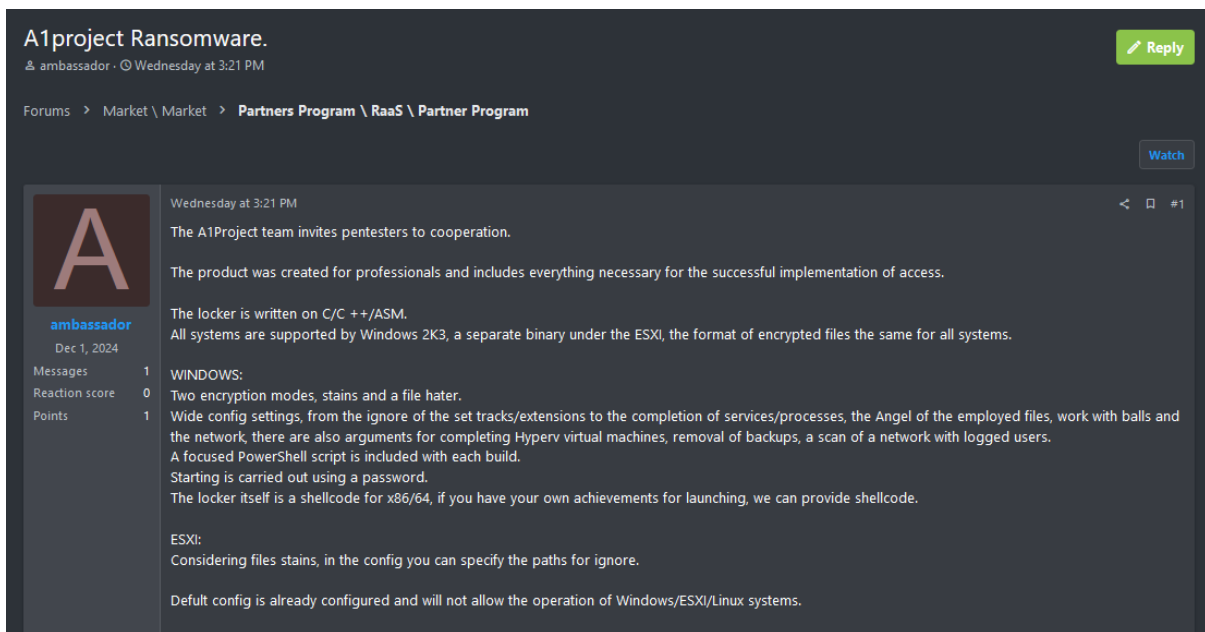 A1project Ransomware.
ambassador · Wednesday at 3:21 PM
Reply
Forums > Market \ Market > Partners Program \ RaaS \ Partner Program
Watch
A
ambassador
Dec 1, 2024
Messages 1
Reaction score 0
Points 1
Wednesday at 3:21 PM
#1
The A1Project team invites pentesters to cooperation.
The product was created for professionals and includes everything necessary for the successful implementation of access.
The locker is written on C/C ++/ASM.
All systems are supported by Windows 2K3, a separate binary under the ESXI, the format of encrypted files the same for all systems.
WINDOWS:
Two encryption modes, stains and a file hater.
Wide config settings, from the ignore of the set tracks/extensions to the completion of services/processes, the Angel of the employed files, work with balls and
the network, there are also arguments for completing Hyperv virtual machines, removal of backups, a scan of a network with logged users.
A focused PowerShell script is included with each build.
Starting is carried out using a password.
The locker itself is a shellcode for x86/64, if you have your own achievements for launching, we can provide shellcode.
ESXI:
Considering files stains, in the config you can specify the paths for ignore.
Defult config is already configured and will not allow the operation of Windows/ESXI/Linux systems.